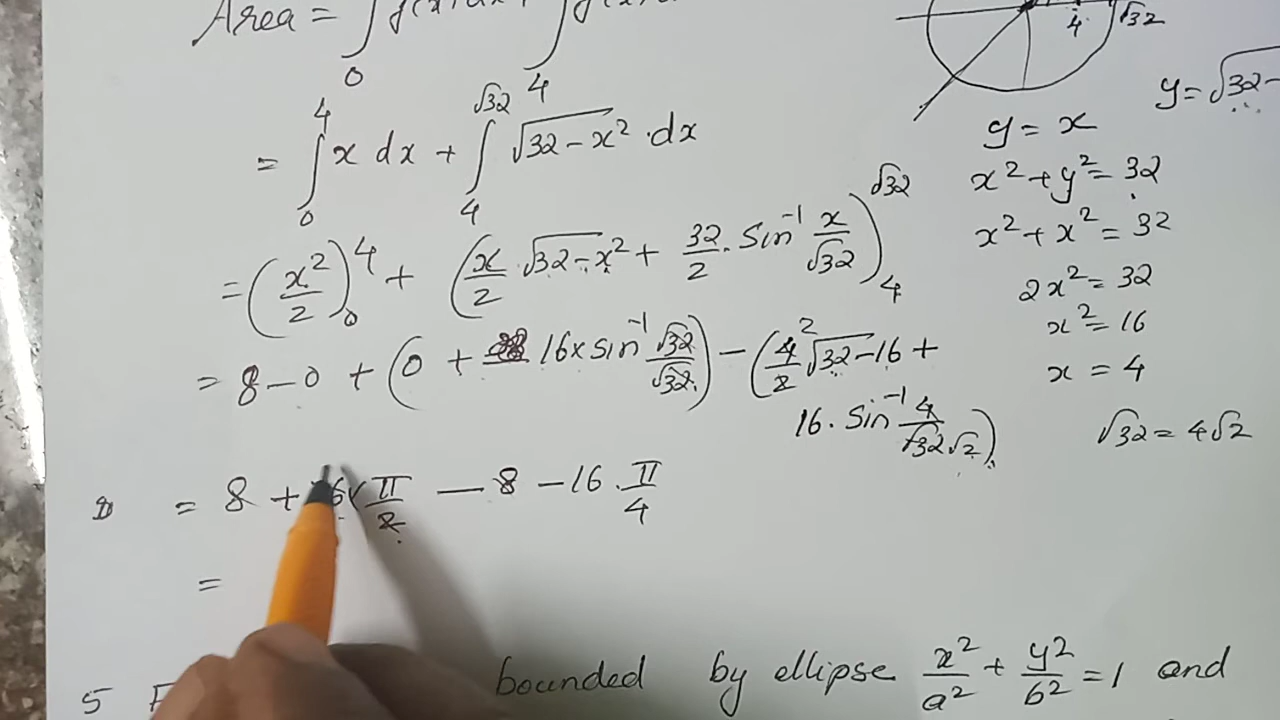 Area =
0
4
4
√32
y = √32 -
y = x
= ∫₀⁴ x dx + ∫₄^√32 √32 - x² · dx
x² + y² = 32
= (x²/2)₀⁴ + (x/2 · √32 - x² + 32/2 · Sin⁻¹ x/√32)₄^√32
x² + x² = 32
2x² = 32
= 8 - 0 + (0 + 16 × sin⁻¹ √32/√32) - (4/2 √32 - 16 +
x² = 16
x = 4
16 · Sin⁻¹ 4/√32
√32 = 4√2
= 8 + 16 × π/2 - 8 - 16 · π/4
=
5
bounded by ellipse x²/a² + y²/b² = 1 and